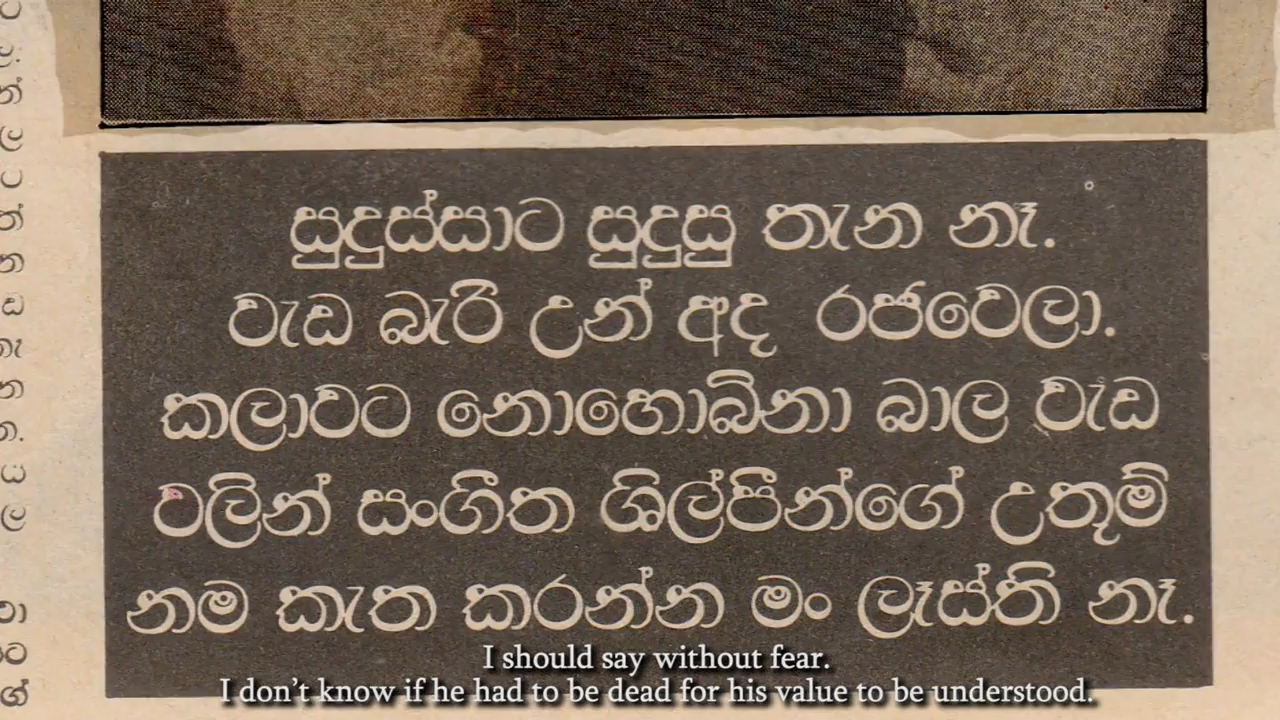 සුදුස්සාට සුදුසු තැන නෑ.
වැඩ බැරි උන් අද රජවෙලා.
කලාවට නොහොබිනා බාල වැඩ
වලින් සංගීත ශිල්පීන්ගේ උතුම්
නම කැත කරන්න මං ලෑස්ති නෑ.
I should say without fear.
I don't know if he had to be dead for his value to be understood.